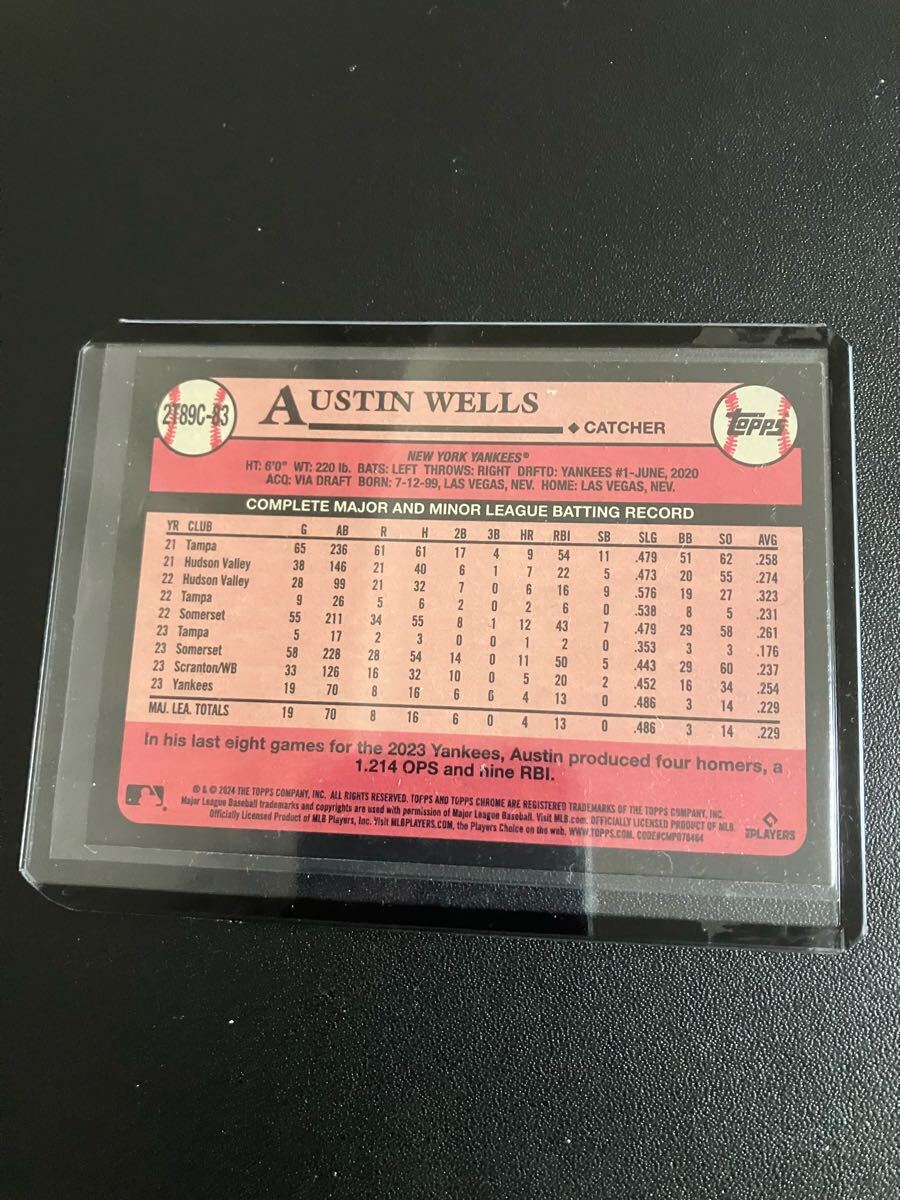 2T89C-83
AUSTIN WELLS
◆ CATCHER
TOPPS
NEW YORK YANKEES®
HT: 6'0" WT: 220 lb. BATS: LEFT THROWS: RIGHT DRFTD: YANKEES #1-JUNE, 2020
ACQ: VIA DRAFT BORN: 7-12-99, LAS VEGAS, NEV. HOME: LAS VEGAS, NEV.
COMPLETE MAJOR AND MINOR LEAGUE BATTING RECORD
YR CLUB G AB R H 2B 3B HR RBI SB SLG BB SO AVG
21 Tampa 65 236 61 61 17 4 9 54 11 .479 51 62 .258
21 Hudson Valley 38 146 21 40 6 1 7 22 5 .473 20 55 .274
22 Hudson Valley 28 99 21 32 7 0 6 16 9 .576 19 27 .323
22 Tampa 9 26 5 6 2 0 2 6 0 .538 8 5 .231
22 Somerset 55 211 34 55 8 1 12 43 7 .479 29 58 .261
23 Tampa 5 17 2 3 0 0 1 2 0 .353 3 3 .176
23 Somerset 58 228 28 54 14 0 11 50 5 .443 29 60 .237
23 Scranton/WB 33 126 16 32 10 0 5 20 2 .452 16 34 .254
23 Yankees 19 70 8 16 6 0 4 13 0 .486 3 14 .229
MAJ. LEA. TOTALS 19 70 8 16 6 0 4 13 0 .486 3 14 .229
In his last eight games for the 2023 Yankees, Austin produced four homers, a
1.214 OPS and nine RBI.
® & © 2024 THE TOPPS COMPANY, INC. ALL RIGHTS RESERVED. TOPPS AND TOPPS CHROME ARE REGISTERED TRADEMARKS OF THE TOPPS COMPANY, INC.
Major League Baseball trademarks and copyrights are used with permission of Major League Baseball. Visit MLB.com. OFFICIALLY LICENSED PRODUCT OF MLB
Officially Licensed Product of MLB Players, Inc. Visit MLBPLAYERS.COM, the Players Choice on the web. WWW.TOPPS.COM. CODE#CMP076464
PLAYERS